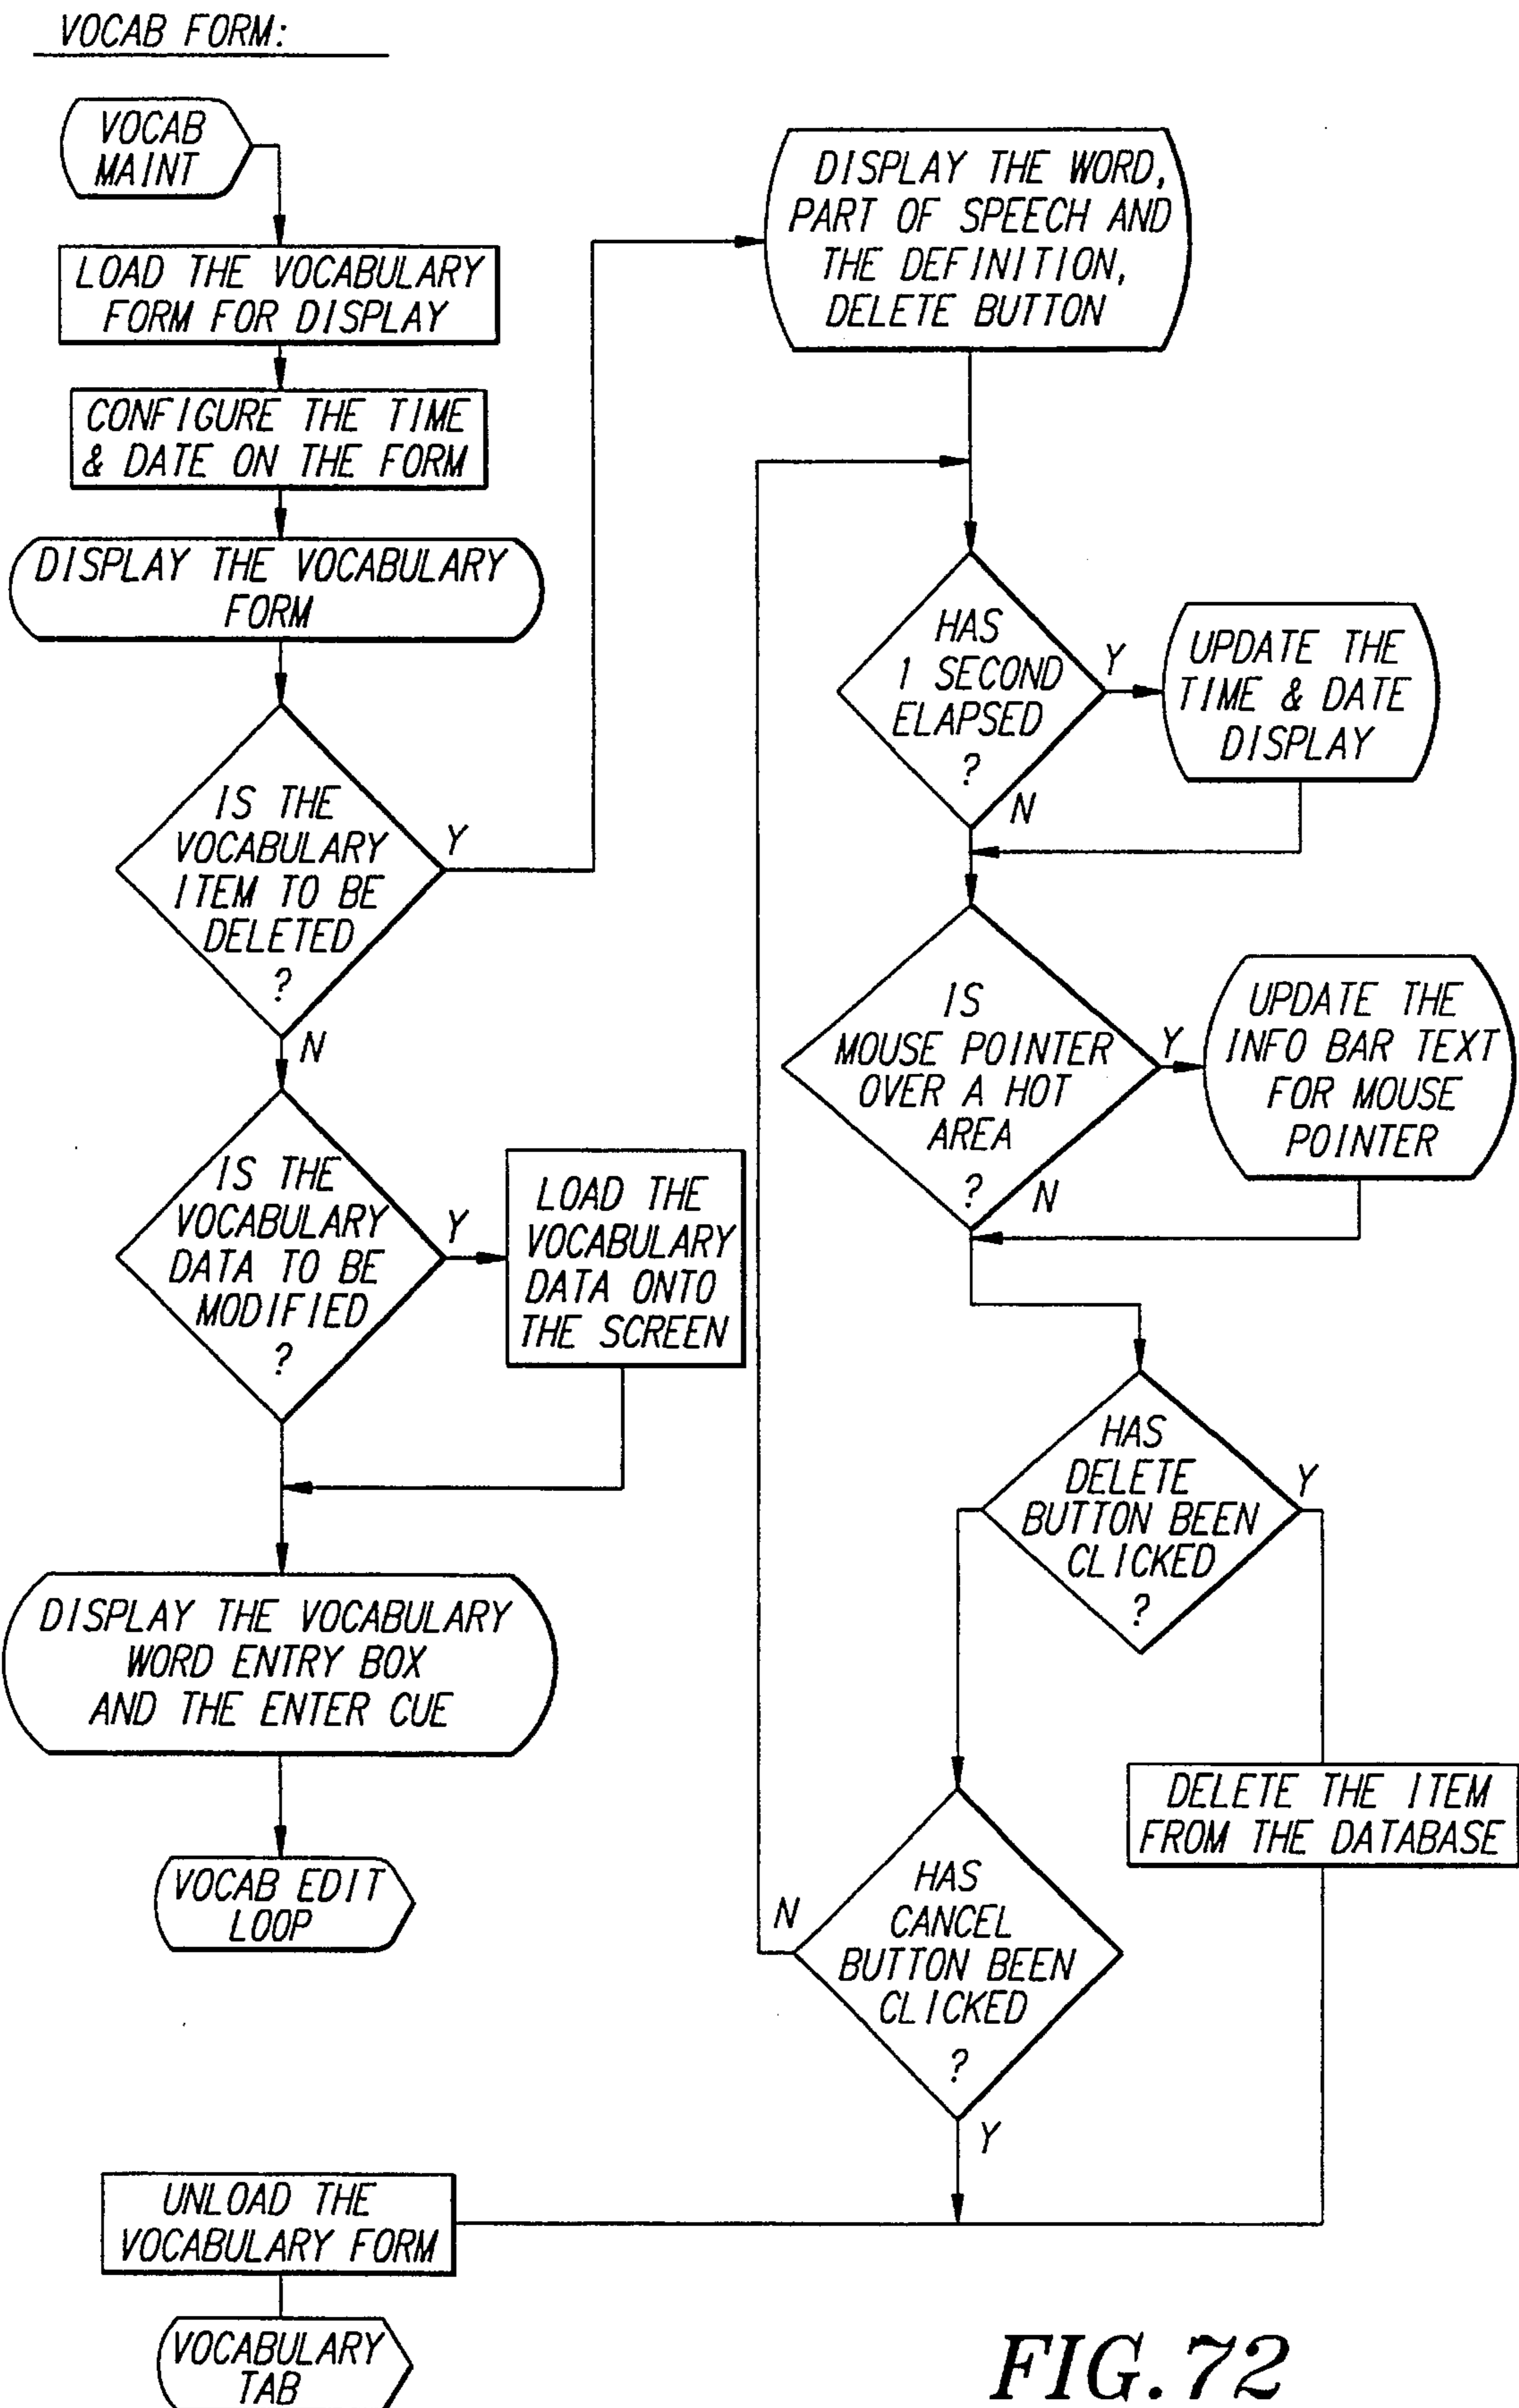 VOCAB FORM:
VOCAB
MAINT
LOAD THE VOCABULARY
FORM FOR DISPLAY
CONFIGURE THE TIME
& DATE ON THE FORM
DISPLAY THE VOCABULARY
FORM
IS THE
VOCABULARY
ITEM TO BE
DELETED
?
Y
N
IS THE
VOCABULARY
DATA TO BE
MODIFIED
?
Y
LOAD THE
VOCABULARY
DATA ONTO
THE SCREEN
DISPLAY THE VOCABULARY
WORD ENTRY BOX
AND THE ENTER CUE
VOCAB EDIT
LOOP
DISPLAY THE WORD,
PART OF SPEECH AND
THE DEFINITION,
DELETE BUTTON
HAS
1 SECOND
ELAPSED
?
Y
N
UPDATE THE
TIME & DATE
DISPLAY
IS
MOUSE POINTER
OVER A HOT
AREA
?
Y
N
UPDATE THE
INFO BAR TEXT
FOR MOUSE
POINTER
HAS
DELETE
BUTTON BEEN
CLICKED
?
Y
DELETE THE ITEM
FROM THE DATABASE
HAS
CANCEL
BUTTON BEEN
CLICKED
?
N
Y
UNLOAD THE
VOCABULARY FORM
VOCABULARY
TAB
FIG. 72